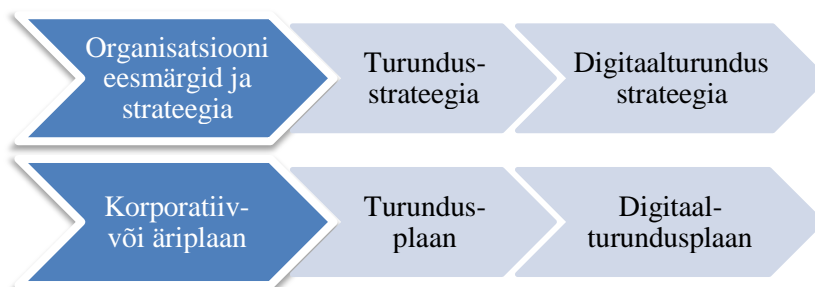 Organisatsiooni
eesmärgid ja
strateegia
Turundus-
strateegia
Digitaalturundus
strateegia
Korporatiiv-
või äriplaan
Turundus-
plaan
Digitaal-
turundusplaan